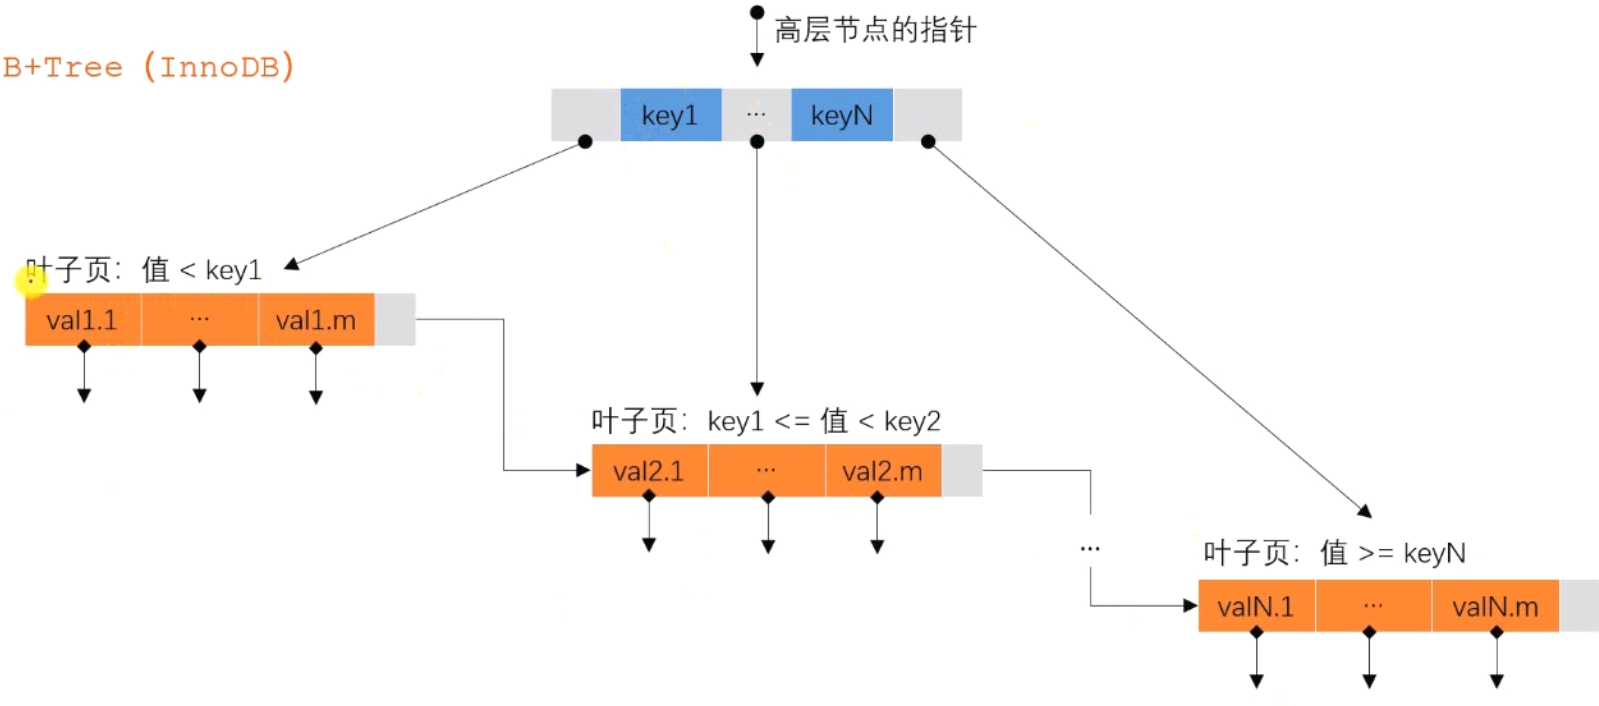 高层节点的指针
B+Tree (InnoDB)
key1 ... keyN
叶子页: 值 < key1
val1.1 ... val1.m
叶子页: key1 <= 值 < key2
val2.1 ... val2.m
...
叶子页: 值 >= keyN
valN.1 ... valN.m